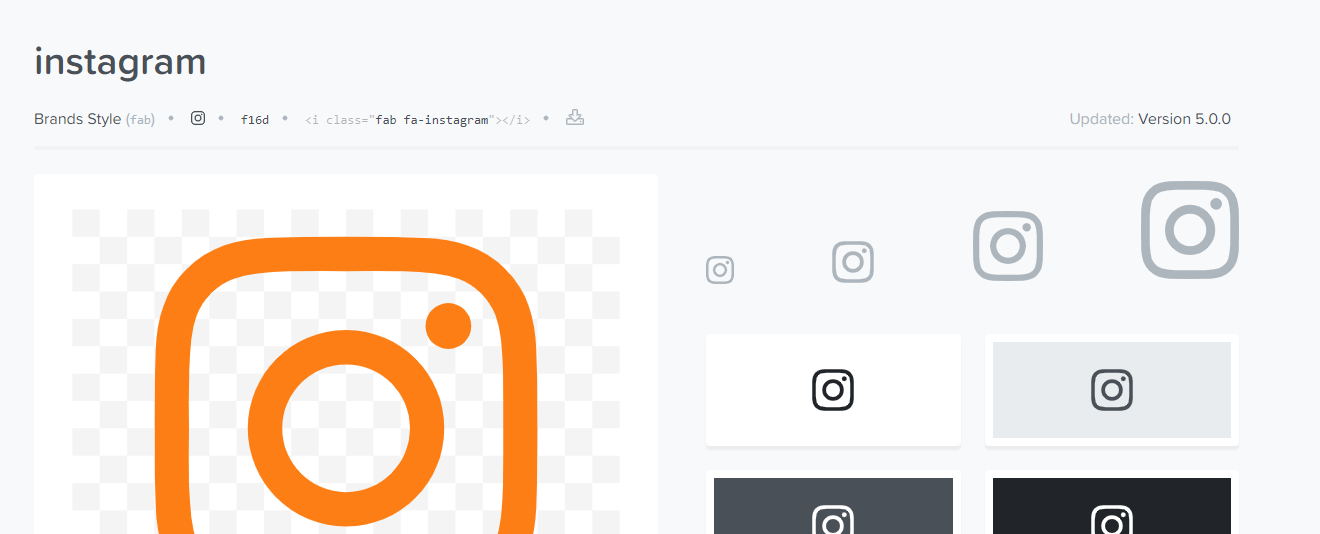 instagram
Brands Style (fab) • f16d • <i class="fab fa-instagram"></i> • Updated: Version 5.0.0